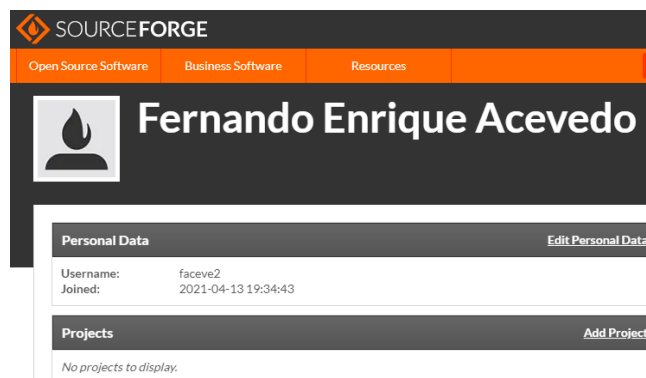 SOURCEFORGE
Open Source Software Business Software Resources
Fernando Enrique Acevedo
Personal Data Edit Personal Data
Username: faceve2
Joined: 2021-04-13 19:34:43
Projects Add Project
No projects to display.